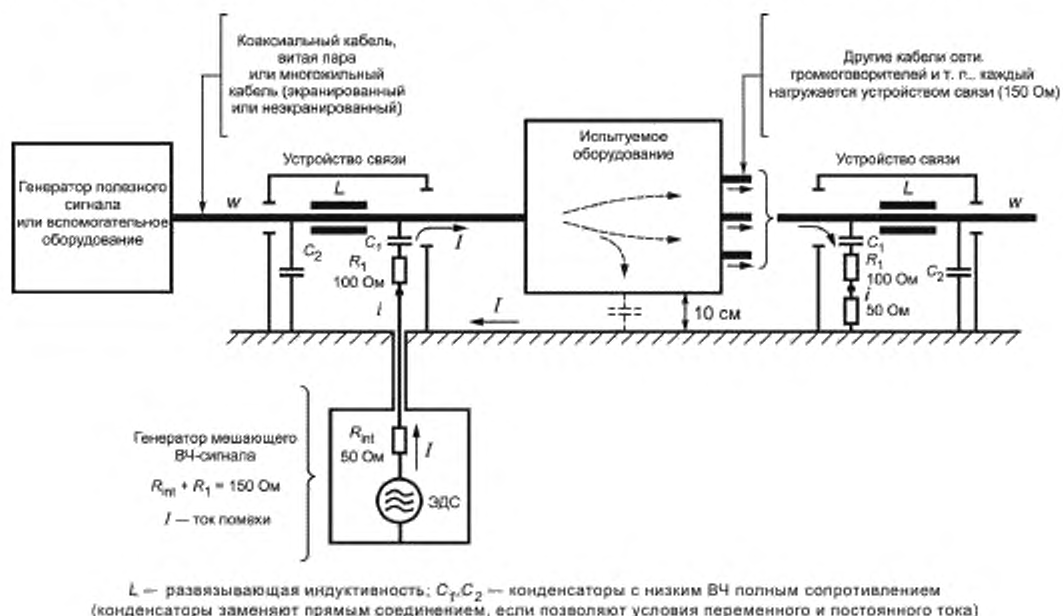 Коаксиальный кабель,
витая пара
или многожильный
кабель (экранированный
или неэкранированный)
Другие кабели сети.
громкоговорителей и т. п., каждый
нагружается устройством связи (150 Ом)
Генератор полезного
сигнала
или вспомогательное
оборудование
w
Устройство связи
L
C2
C1
R1
100 Ом
i
I
Испытуемое
оборудование
I
10 см
Устройство связи
L
w
C1
R1
100 Ом
C2
i
50 Ом
Генератор мешающего
ВЧ-сигнала
Rint + R1 = 150 Ом
I — ток помехи
Rint
50 Ом
I
ЭДС
L — развязывающая индуктивность; C1,C2 — конденсаторы с низким ВЧ полным сопротивлением
(конденсаторы заменяют прямым соединением, если позволяют условия переменного и постоянного тока)